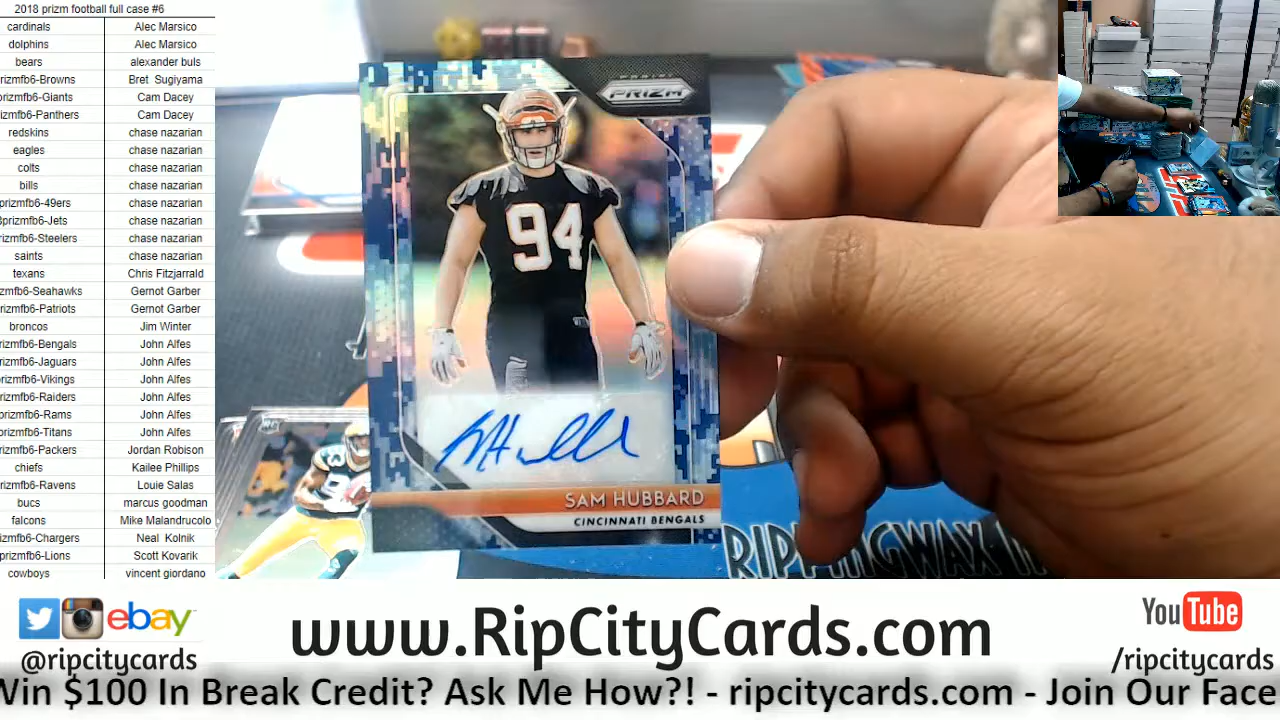 2018 prizm football full case #6
cardinals Alec Marsico
dolphins Alec Marsico
bears alexander buls
rizmfb6-Browns Bret Sugiyama
prizmfb6-Giants Cam Dacey
rizmfb6-Panthers Cam Dacey
redskins chase nazarian
eagles chase nazarian
colts chase nazarian
bills chase nazarian
prizmfb6-49ers chase nazarian
8prizmfb6-Jets chase nazarian
rizmfb6-Steelers chase nazarian
saints chase nazarian
texans Chris Fitzjarrald
zmfb6-Seahawks Gernot Garber
rizmfb6-Patriots Gernot Garber
broncos Jim Winter
rizmfb6-Bengals John Alfes
rizmfb6-Jaguars John Alfes
rizmfb6-Vikings John Alfes
rizmfb6-Raiders John Alfes
prizmfb6-Rams John Alfes
prizmfb6-Titans John Alfes
rizmfb6-Packers Jordan Robison
chiefs Kailee Phillips
rizmfb6-Ravens Louie Salas
bucs marcus goodman
falcons Mike Malandrucolo
izmfb6-Chargers Neal Kolnik
prizmfb6-Lions Scott Kovarik
cowboys vincent giordano
PANINI
PRIZM
94
SAM HUBBARD
CINCINNATI BENGALS
RIPPINGWAX
ebay
@ripcitycards
www.RipCityCards.com
YouTube
/ripcitycards
Win $100 In Break Credit? Ask Me How?! - ripcitycards.com - Join Our Face